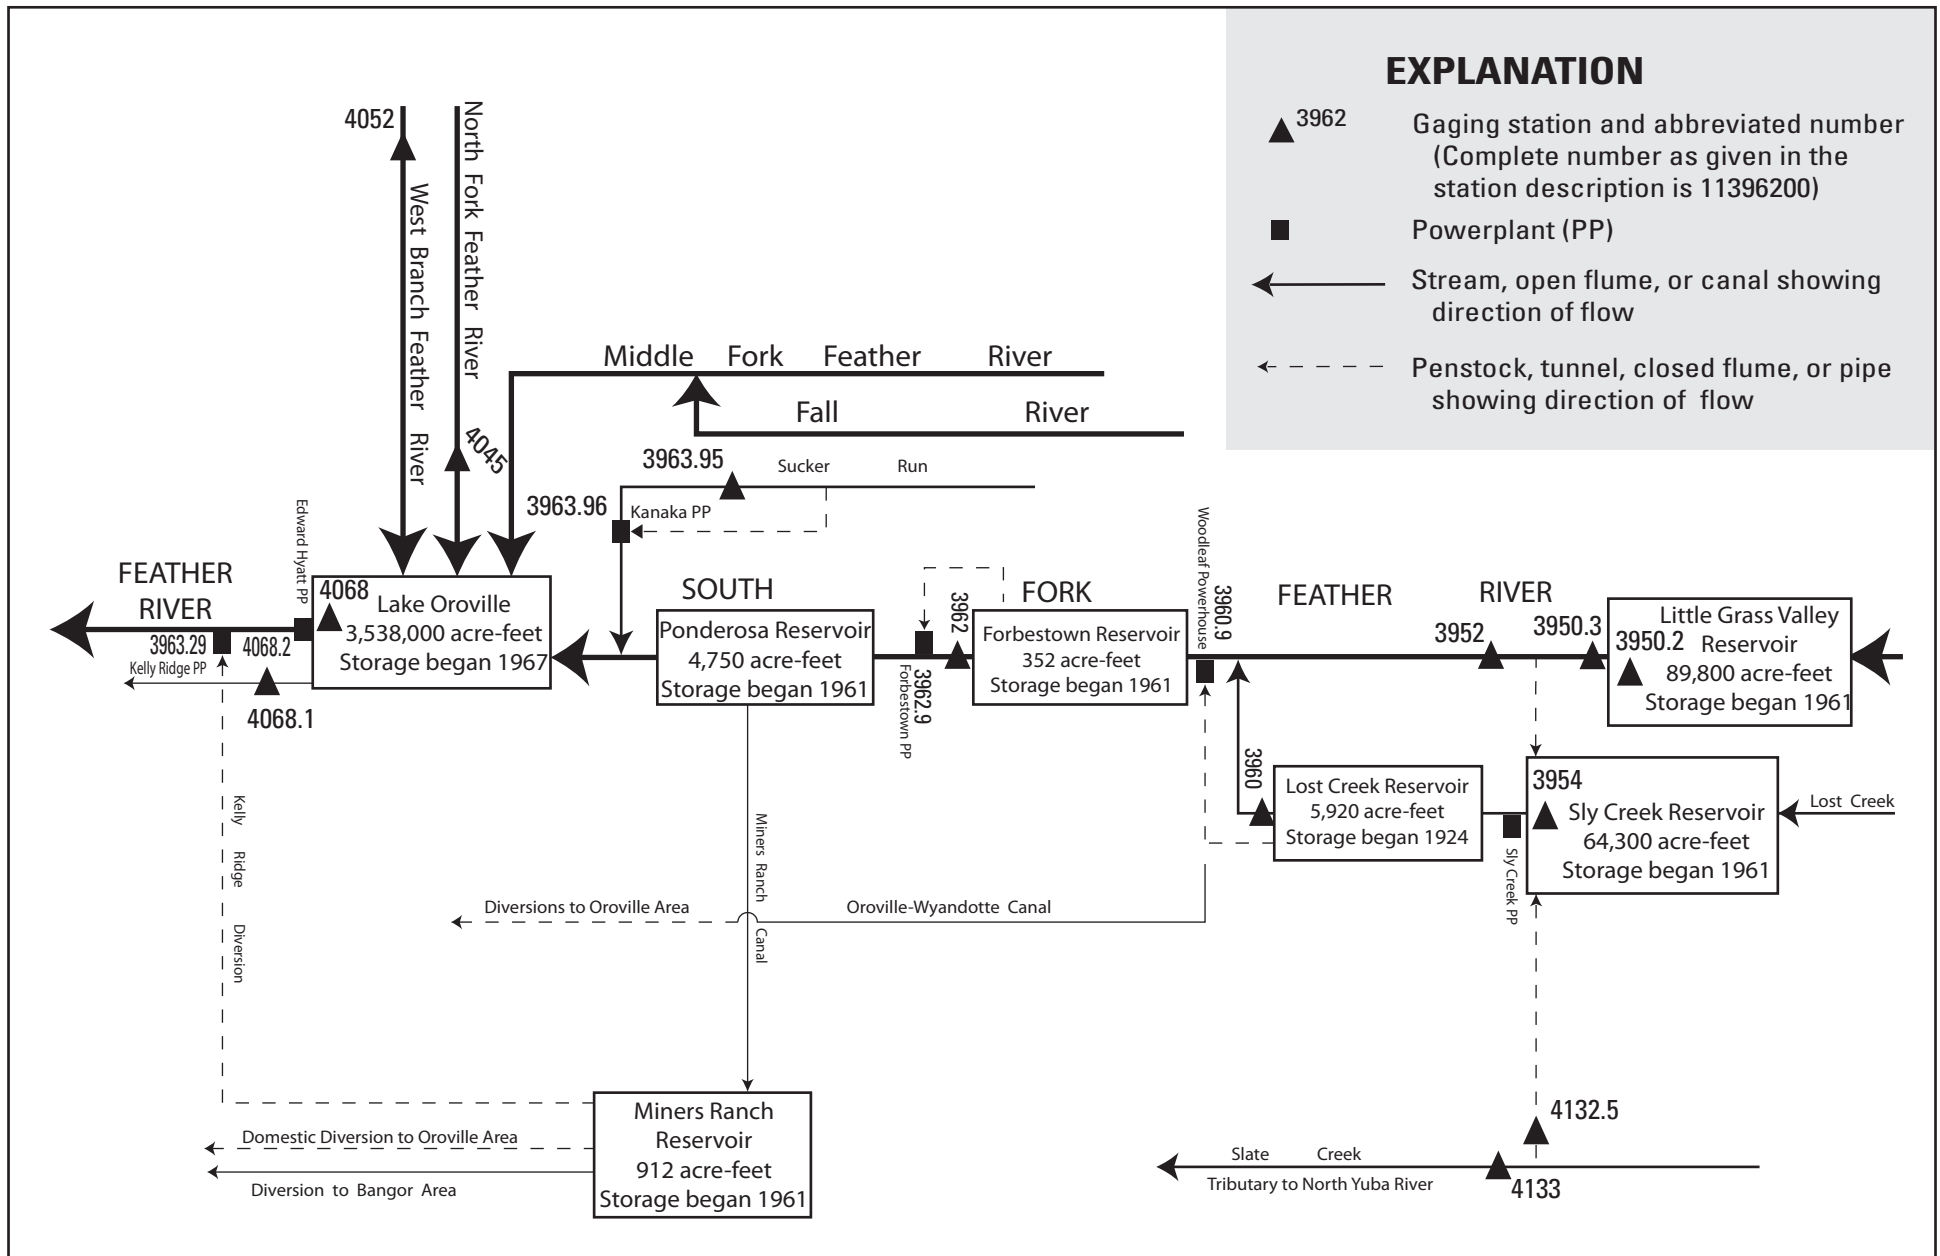 EXPLANATION
3962
Gaging station and abbreviated number
(Complete number as given in the
station description is 11396200)
Powerplant (PP)
Stream, open flume, or canal showing
direction of flow
Penstock, tunnel, closed flume, or pipe
showing direction of flow
4052
West Branch Feather River
North Fork Feather River
4045
Middle Fork Feather River
Fall River
3963.95
Sucker Run
3963.96
Kanaka PP
Edward Hyatt PP
FEATHER
RIVER
3963.29
4068.2
Kelly Ridge PP
4068.1
4068
Lake Oroville
3,538,000 acre-feet
Storage began 1967
SOUTH FORK FEATHER RIVER
Ponderosa Reservoir
4,750 acre-feet
Storage began 1961
3962
3962.9
Forbestown PP
Forbestown Reservoir
352 acre-feet
Storage began 1961
Woodleaf Powerhouse
3960.9
3952
3950.3
3950.2
Little Grass Valley
Reservoir
89,800 acre-feet
Storage began 1961
3960
Lost Creek Reservoir
5,920 acre-feet
Storage began 1924
Sly Creek PP
3954
Sly Creek Reservoir
64,300 acre-feet
Storage began 1961
Lost Creek
Kelly Ridge Diversion
Miners Ranch Canal
Diversions to Oroville Area
Oroville-Wyandotte Canal
Miners Ranch
Reservoir
912 acre-feet
Storage began 1961
Domestic Diversion to Oroville Area
Diversion to Bangor Area
4132.5
Slate Creek
Tributary to North Yuba River
4133